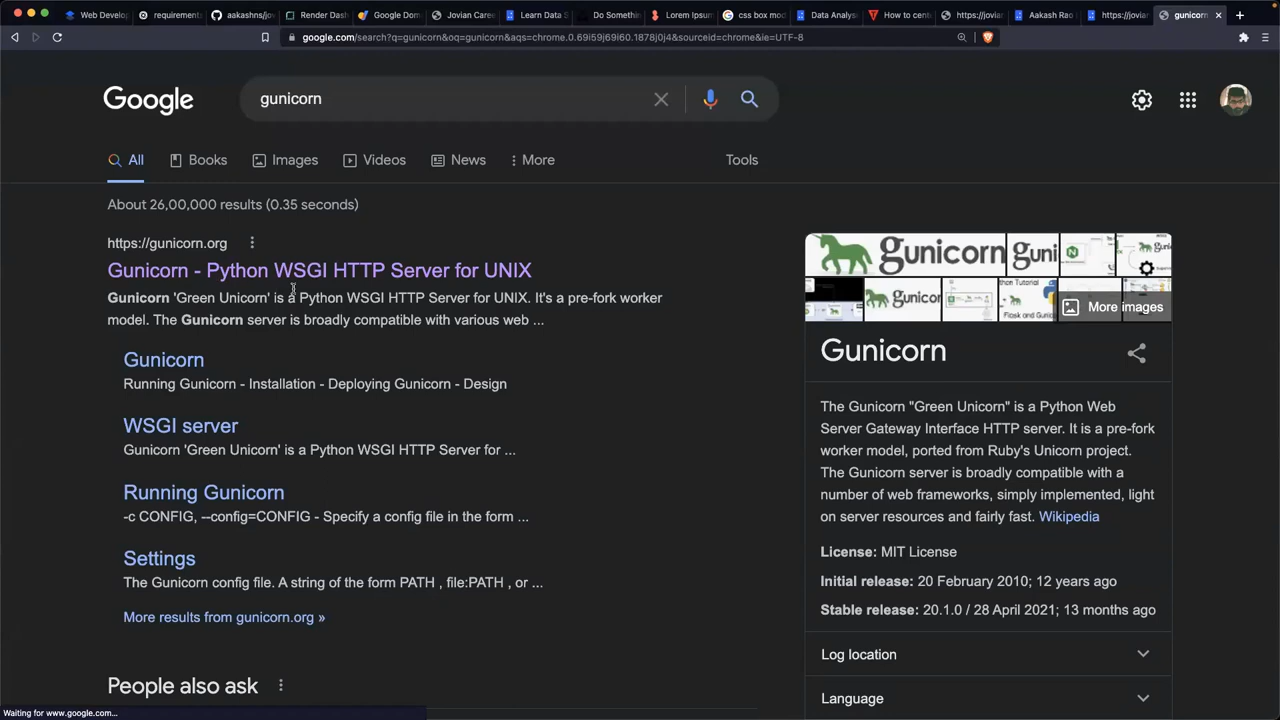 Web Develo
requirement
aakashns/jov
Render Dash
Google Dom
Jovian Caree
Learn Data S
Do Somethin
Lorem Ipsum
css box mod
Data Analys
How to cente
https://jovia
Aakash Rao
https://jovia
gunicorn
google.com/search?q=gunicorn&oq=gunicorn&aqs=chrome.0.69i59j69i60.1878j0j4&sourceid=chrome&ie=UTF-8
Google
gunicorn
All
Books
Images
Videos
News
More
Tools
About 26,00,000 results (0.35 seconds)
https://gunicorn.org
Gunicorn - Python WSGI HTTP Server for UNIX
Gunicorn 'Green Unicorn' is a Python WSGI HTTP Server for UNIX. It's a pre-fork worker
model. The Gunicorn server is broadly compatible with various web ...
Gunicorn
Running Gunicorn - Installation - Deploying Gunicorn - Design
WSGI server
Gunicorn 'Green Unicorn' is a Python WSGI HTTP Server for ...
Running Gunicorn
-c CONFIG, --config=CONFIG - Specify a config file in the form ...
Settings
The Gunicorn config file. A string of the form PATH , file:PATH , or ...
More results from gunicorn.org »
People also ask
gunicorn
guni
gunicorn
More images
Gunicorn
The Gunicorn "Green Unicorn" is a Python Web
Server Gateway Interface HTTP server. It is a pre-fork
worker model, ported from Ruby's Unicorn project.
The Gunicorn server is broadly compatible with a
number of web frameworks, simply implemented, light
on server resources and fairly fast. Wikipedia
License: MIT License
Initial release: 20 February 2010; 12 years ago
Stable release: 20.1.0 / 28 April 2021; 13 months ago
Log location
Language
Waiting for www.google.com...